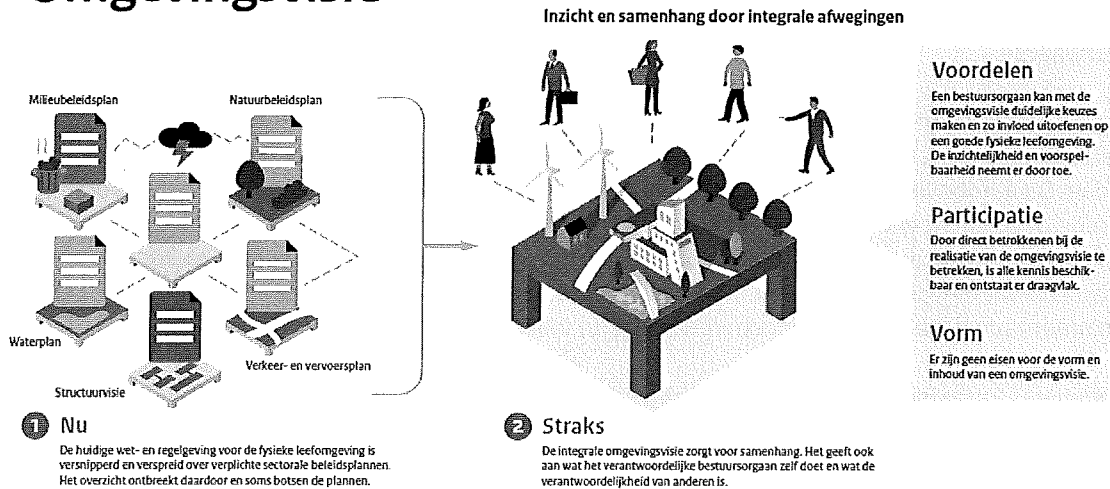 Omgevingsvisie
Inzicht en samenhang door integrale afwegingen
Milieubeleidsplan
Natuurbeleidsplan
Waterplan
Verkeer- en vervoersplan
Structuurvisie
1 Nu
De huidige wet- en regelgeving voor de fysieke leefomgeving is
versnipperd en verspreid over verplichte sectorale beleidsplannen.
Het overzicht ontbreekt daardoor en soms botsen de plannen.
2 Straks
De integrale omgevingsvisie zorgt voor samenhang. Het geeft ook
aan wat het verantwoordelijke bestuursorgaan zelf doet en wat de
verantwoordelijkheid van anderen is.
Voordelen
Een bestuursorgaan kan met de
omgevingsvisie duidelijke keuzes
maken en zo invloed uitoefenen op
een goede fysieke leefomgeving.
De inzichtelijkheid en voorspel-
baarheid neemt er door toe.
Participatie
Door direct betrokkenen bij de
realisatie van de omgevingsvisie te
betrekken, is alle kennis beschik-
baar en ontstaat er draagvlak.
Vorm
Er zijn geen eisen voor de vorm en
inhoud van een omgevingsvisie.